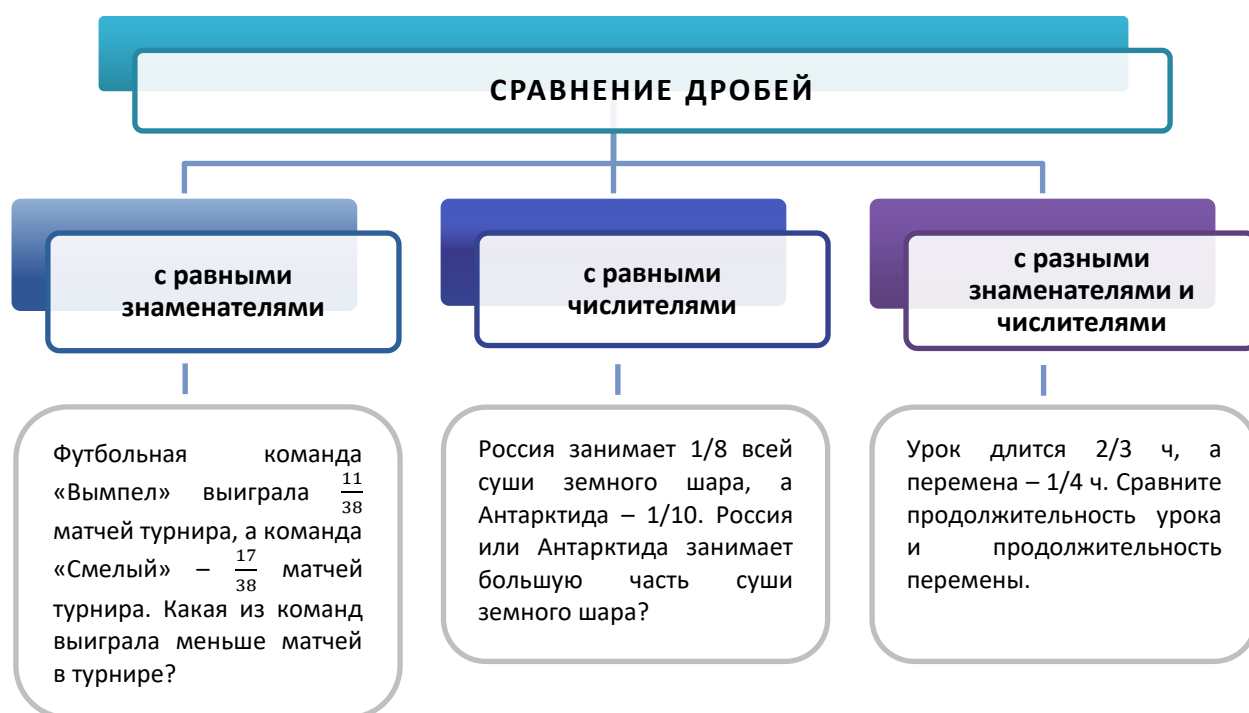 СРАВНЕНИЕ ДРОБЕЙ
с равными
знаменателями
с равными
числителями
с разными
знаменателями и
числителями
Футбольная команда
«Вымпел» выиграла 11/38
матчей турнира, а команда
«Смелый» – 17/38 матчей
турнира. Какая из команд
выиграла меньше матчей
в турнире?
Россия занимает 1/8 всей
суши земного шара, а
Антарктида – 1/10. Россия
или Антарктида занимает
большую часть суши
земного шара?
Урок длится 2/3 ч, а
перемена – 1/4 ч. Сравните
продолжительность урока
и продолжительность
перемены.